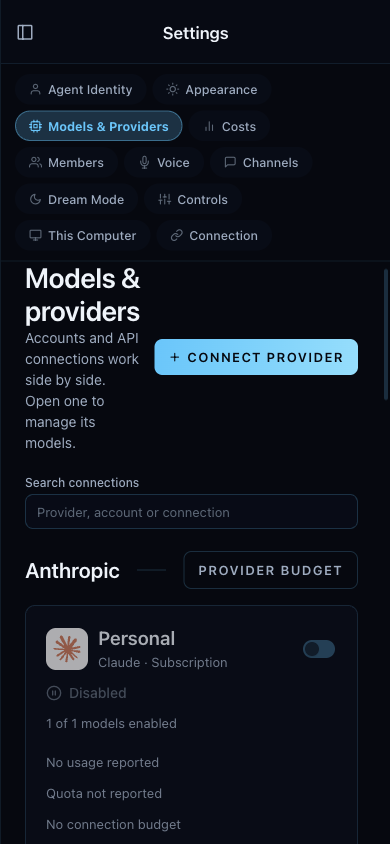 Settings
Agent Identity
Appearance
Models & Providers
Costs
Members
Voice
Channels
Dream Mode
Controls
This Computer
Connection
Models &
providers
Accounts and API
connections work
side by side.
Open one to
manage its
models.
+ CONNECT PROVIDER
Search connections
Provider, account or connection
Anthropic
PROVIDER BUDGET
Personal
Claude · Subscription
Disabled
1 of 1 models enabled
No usage reported
Quota not reported
No connection budget